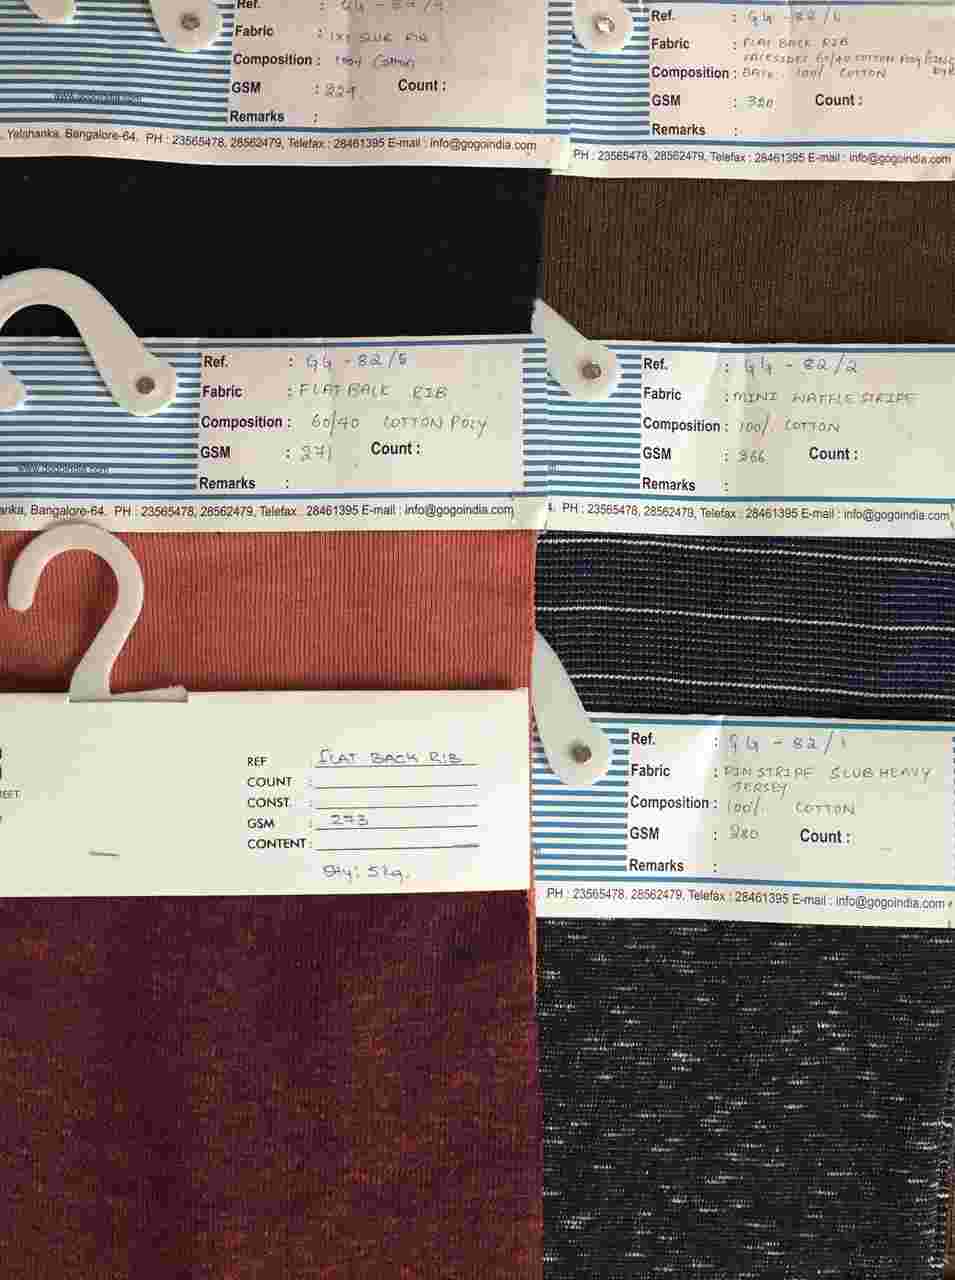 Ref. : GG - 82/
Fabric : 1X1 SLUB RIB
Composition : 100% Cotton
GSM : 229 Count :
Remarks :
www.gogoindia.com
, Yelahanka, Bangalore-64. PH : 23565478, 28562479, Telefax : 28461395 E-mail : info@gogoindia.com
Ref. : GG - 82/
Fabric : FLAT BACK RIB
60/40 COTTON POLY
Composition : BACK 100% COTTON
GSM : 320 Count :
Remarks :
PH : 23565478, 28562479, Telefax : 28461395 E-mail : info@gogoindia.com
Ref. : GG - 82/5
Fabric : FLAT BACK RIB
Composition : 60/40 COTTON POLY
GSM : 271 Count :
Remarks :
www.gogoindia.com
anka, Bangalore-64. PH : 23565478, 28562479, Telefax : 28461395 E-mail : info@gogoindia.com
Ref. : GG - 82/2
Fabric : MINI WAFFLE STRIPE
Composition : 100% COTTON
GSM : 366 Count :
Remarks :
4. PH : 23565478, 28562479, Telefax : 28461395 E-mail : info@gogoindia.com
REET
REF : FLAT BACK RIB
COUNT :
CONST. :
GSM : 273
CONTENT :
Qty: 5kg.
Ref. : GG - 82/1
Fabric : PIN STRIPE SLUB HEAVY
JERSEY
Composition : 100% COTTON
GSM : 280 Count :
Remarks :
PH : 23565478, 28562479, Telefax : 28461395 E-mail : info@gogoindia.com